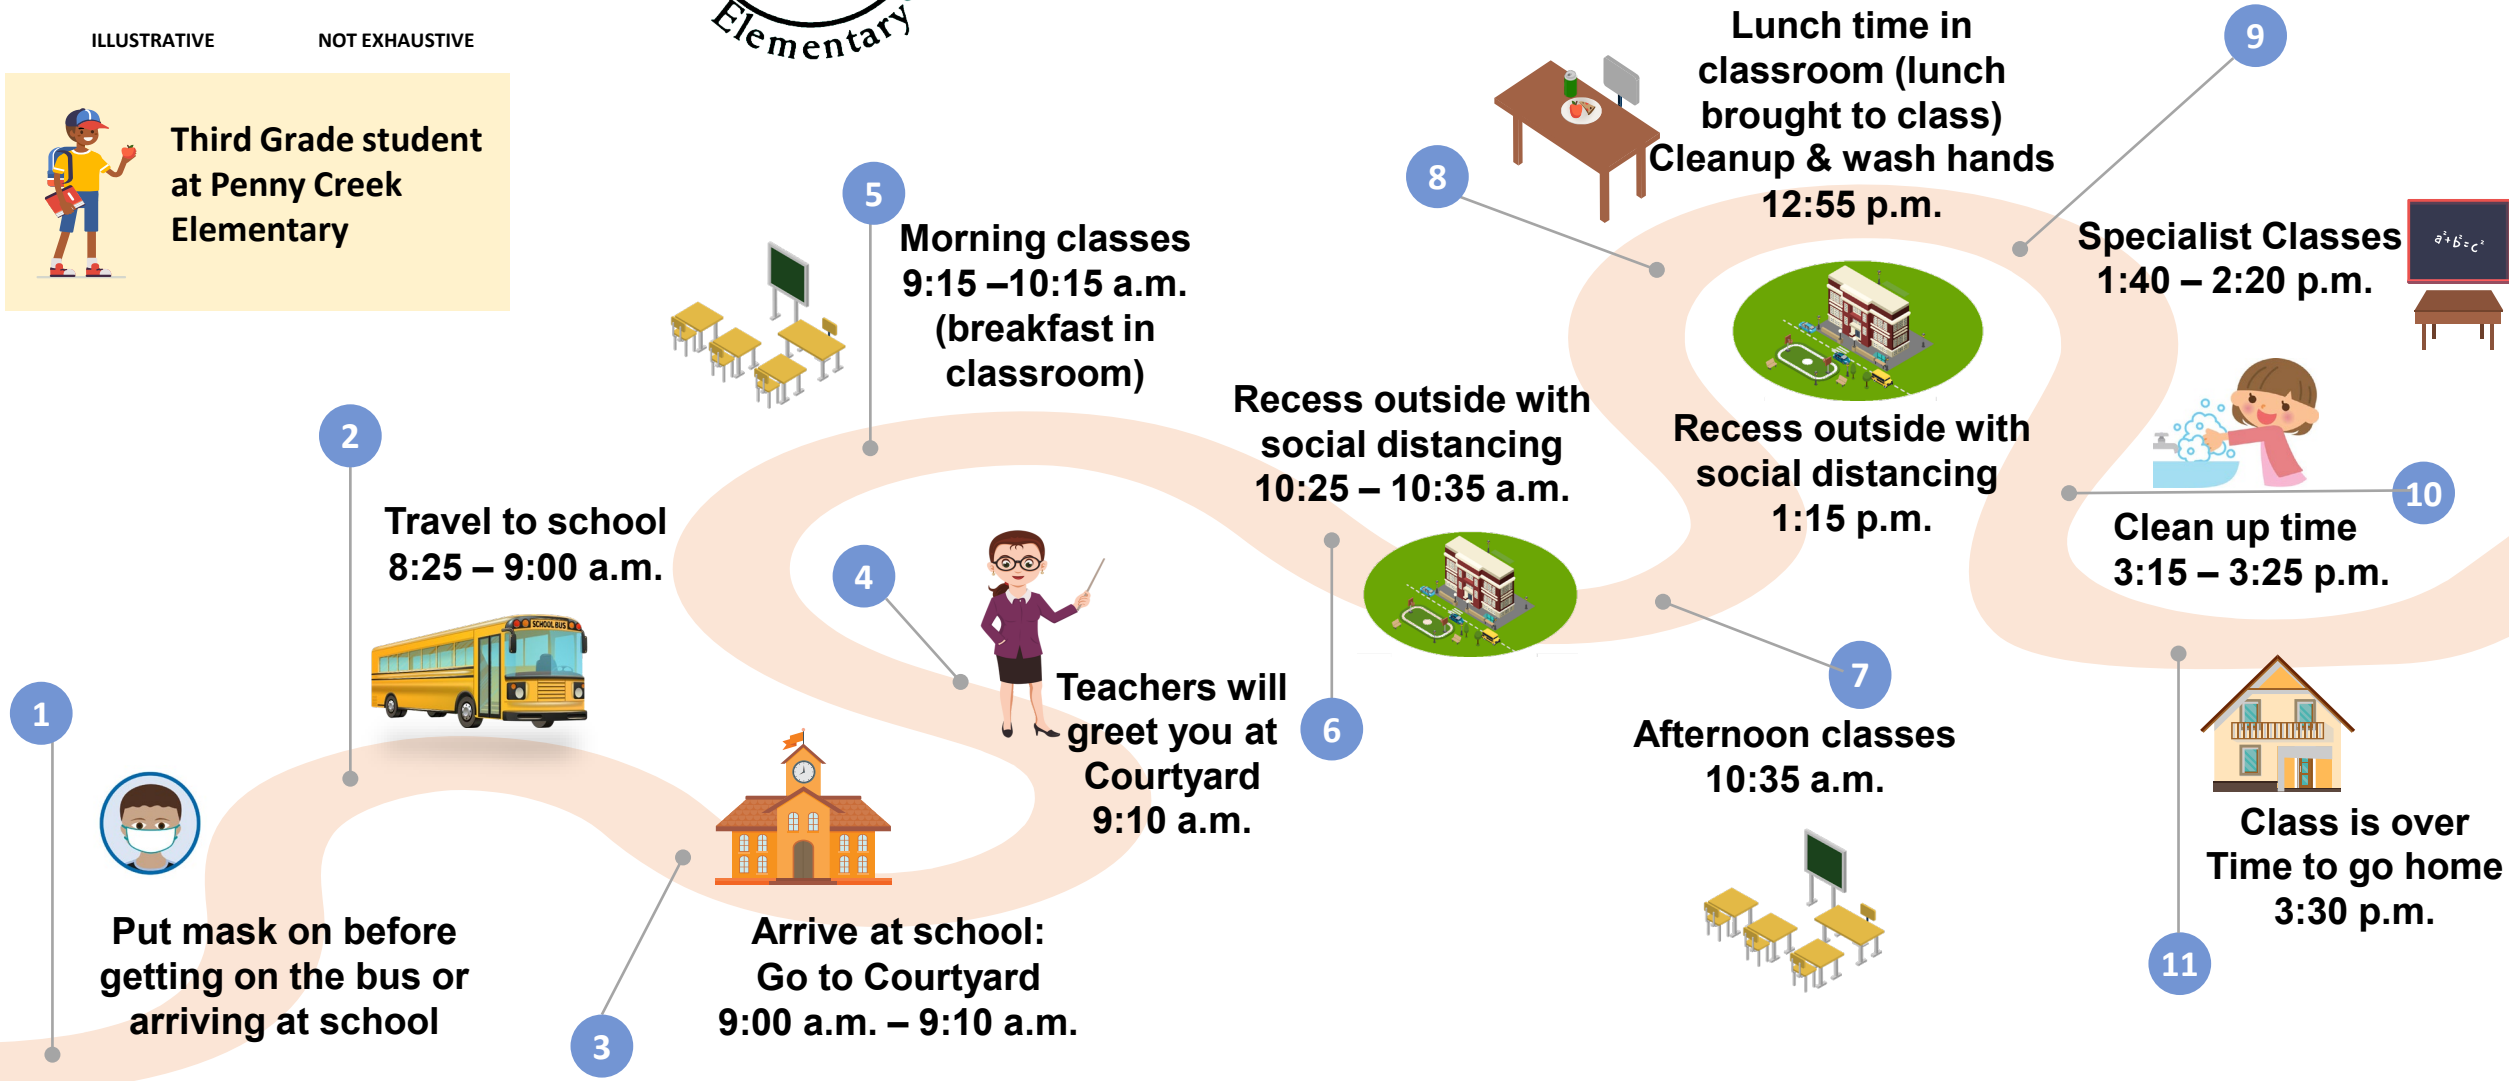 Elementary
ILLUSTRATIVE
NOT EXHAUSTIVE
Third Grade student
at Penny Creek
Elementary
1
Put mask on before
getting on the bus or
arriving at school
2
Travel to school
8:25 – 9:00 a.m.
SCHOOL BUS
3
Arrive at school:
Go to Courtyard
9:00 a.m. – 9:10 a.m.
4
Teachers will
greet you at
Courtyard
9:10 a.m.
5
Morning classes
9:15 –10:15 a.m.
(breakfast in
classroom)
6
Recess outside with
social distancing
10:25 – 10:35 a.m.
7
Afternoon classes
10:35 a.m.
8
Lunch time in
classroom (lunch
brought to class)
Cleanup & wash hands
12:55 p.m.
Recess outside with
social distancing
1:15 p.m.
9
Specialist Classes
1:40 – 2:20 p.m.
a²+b²=c²
10
Clean up time
3:15 – 3:25 p.m.
11
Class is over
Time to go home
3:30 p.m.